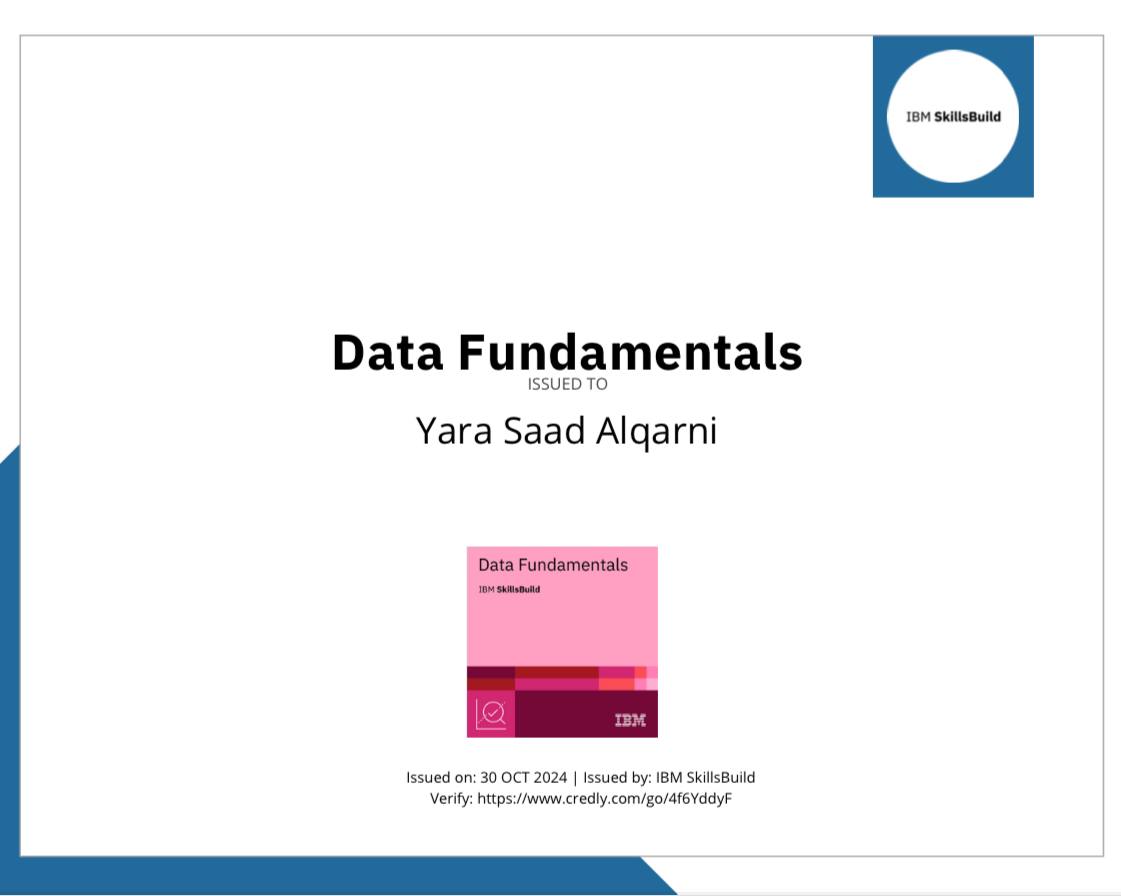 IBM SkillsBuild
Data Fundamentals
ISSUED TO
Yara Saad Alqarni
Data Fundamentals
IBM SkillsBuild
IBM
Issued on: 30 OCT 2024 | Issued by: IBM SkillsBuild
Verify: https://www.credly.com/go/4f6YddyF